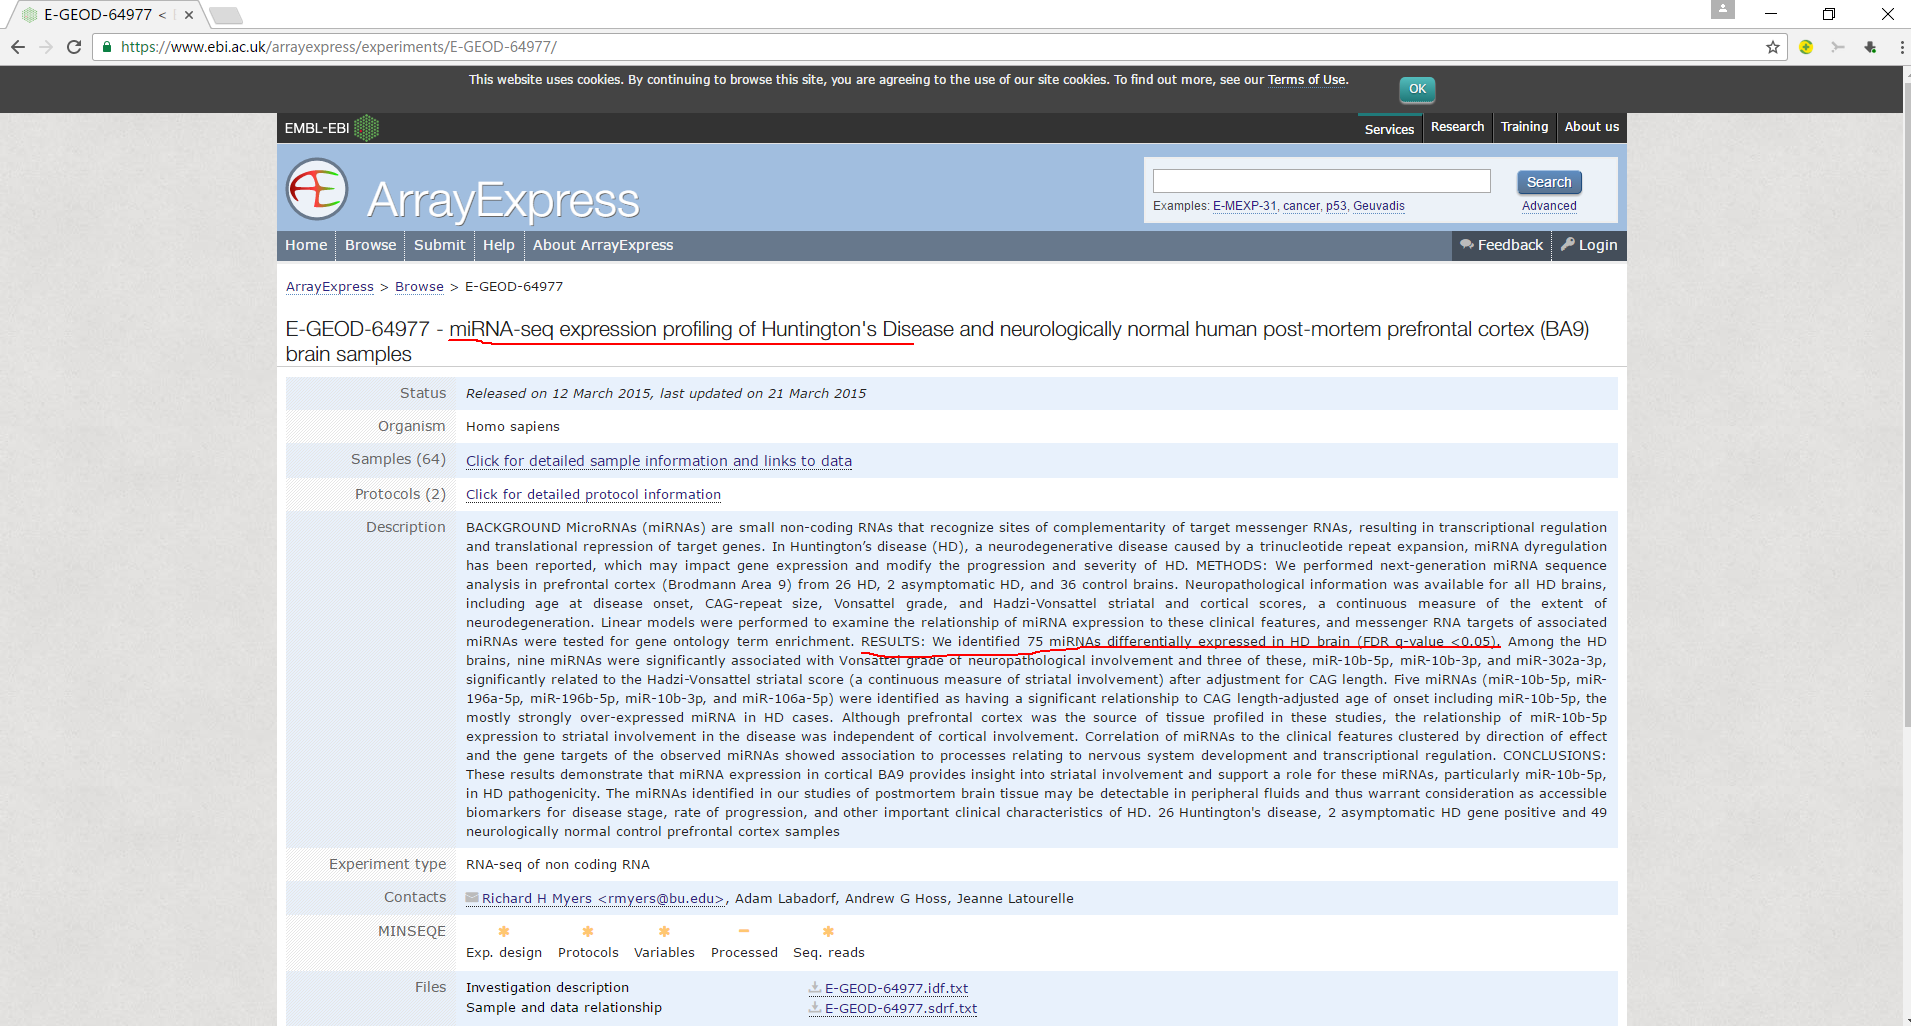 E-GEOD-64977 <
https://www.ebi.ac.uk/arrayexpress/experiments/E-GEOD-64977/
This website uses cookies. By continuing to browse this site, you are agreeing to the use of our site cookies. To find out more, see our Terms of Use.
OK
EMBL-EBI
Services
Research
Training
About us
ArrayExpress
Search
Examples: E-MEXP-31, cancer, p53, Geuvadis
Advanced
Home
Browse
Submit
Help
About ArrayExpress
Feedback
Login
ArrayExpress > Browse > E-GEOD-64977
E-GEOD-64977 - miRNA-seq expression profiling of Huntington's Disease and neurologically normal human post-mortem prefrontal cortex (BA9)
brain samples
Status
Released on 12 March 2015, last updated on 21 March 2015
Organism
Homo sapiens
Samples (64)
Click for detailed sample information and links to data
Protocols (2)
Click for detailed protocol information
Description
BACKGROUND MicroRNAs (miRNAs) are small non-coding RNAs that recognize sites of complementarity of target messenger RNAs, resulting in transcriptional regulation
and translational repression of target genes. In Huntington’s disease (HD), a neurodegenerative disease caused by a trinucleotide repeat expansion, miRNA dyregulation
has been reported, which may impact gene expression and modify the progression and severity of HD. METHODS: We performed next-generation miRNA sequence
analysis in prefrontal cortex (Brodmann Area 9) from 26 HD, 2 asymptomatic HD, and 36 control brains. Neuropathological information was available for all HD brains,
including age at disease onset, CAG-repeat size, Vonsattel grade, and Hadzi-Vonsattel striatal and cortical scores, a continuous measure of the extent of
neurodegeneration. Linear models were performed to examine the relationship of miRNA expression to these clinical features, and messenger RNA targets of associated
miRNAs were tested for gene ontology term enrichment. RESULTS: We identified 75 miRNAs differentially expressed in HD brain (FDR q-value <0.05). Among the HD
brains, nine miRNAs were significantly associated with Vonsattel grade of neuropathological involvement and three of these, miR-10b-5p, miR-10b-3p, and miR-302a-3p,
significantly related to the Hadzi-Vonsattel striatal score (a continuous measure of striatal involvement) after adjustment for CAG length. Five miRNAs (miR-10b-5p, miR-
196a-5p, miR-196b-5p, miR-10b-3p, and miR-106a-5p) were identified as having a significant relationship to CAG length-adjusted age of onset including miR-10b-5p, the
mostly strongly over-expressed miRNA in HD cases. Although prefrontal cortex was the source of tissue profiled in these studies, the relationship of miR-10b-5p
expression to striatal involvement in the disease was independent of cortical involvement. Correlation of miRNAs to the clinical features clustered by direction of effect
and the gene targets of the observed miRNAs showed association to processes relating to nervous system development and transcriptional regulation. CONCLUSIONS:
These results demonstrate that miRNA expression in cortical BA9 provides insight into striatal involvement and support a role for these miRNAs, particularly miR-10b-5p,
in HD pathogenicity. The miRNAs identified in our studies of postmortem brain tissue may be detectable in peripheral fluids and thus warrant consideration as accessible
biomarkers for disease stage, rate of progression, and other important clinical characteristics of HD. 26 Huntington's disease, 2 asymptomatic HD gene positive and 49
neurologically normal control prefrontal cortex samples
Experiment type
RNA-seq of non coding RNA
Contacts
Richard H Myers <rmyers@bu.edu>, Adam Labadorf, Andrew G Hoss, Jeanne Latourelle
MINSEQE
* * * – *
Exp. design Protocols Variables Processed Seq. reads
Files
Investigation description
E-GEOD-64977.idf.txt
Sample and data relationship
E-GEOD-64977.sdrf.txt